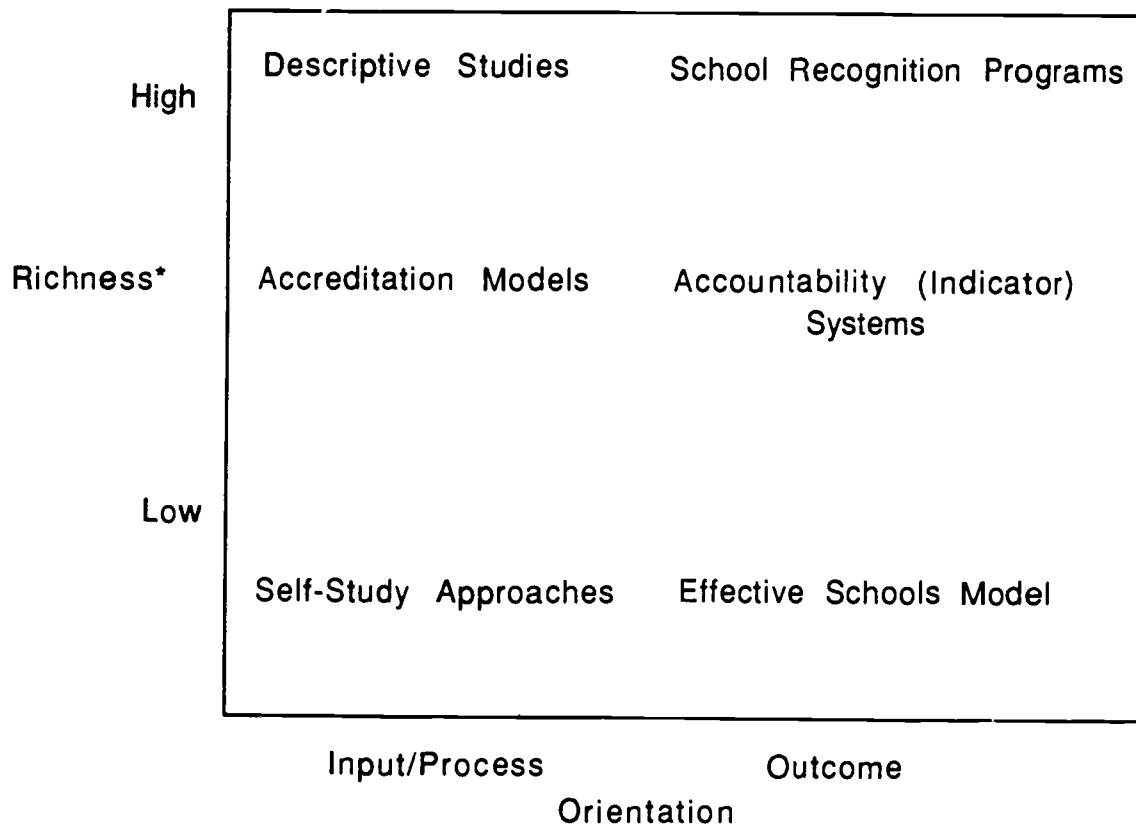 Descriptive Studies School Recognition Programs
High
Richness* Accreditation Models Accountability (Indicator)
Systems
Low
Self-Study Approaches Effective Schools Model
Input/Process Outcome
Orientation